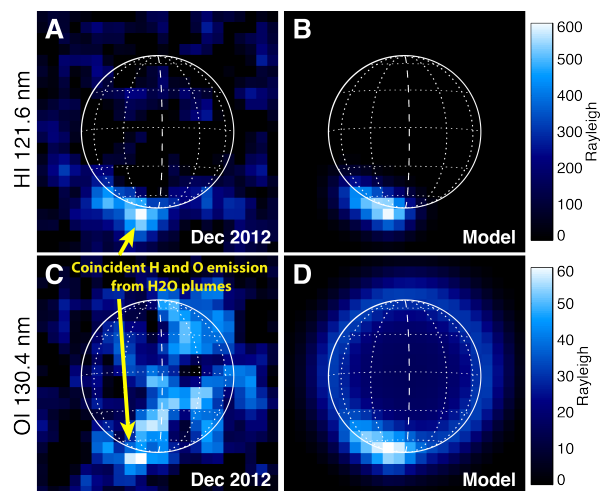 A
B
HI 121.6 nm
Dec 2012
Model
600
500
400
300
200
100
0
Rayleigh
Coincident H and O emission
from H2O plumes
C
D
OI 130.4 nm
Dec 2012
Model
60
50
40
30
20
10
0
Rayleigh